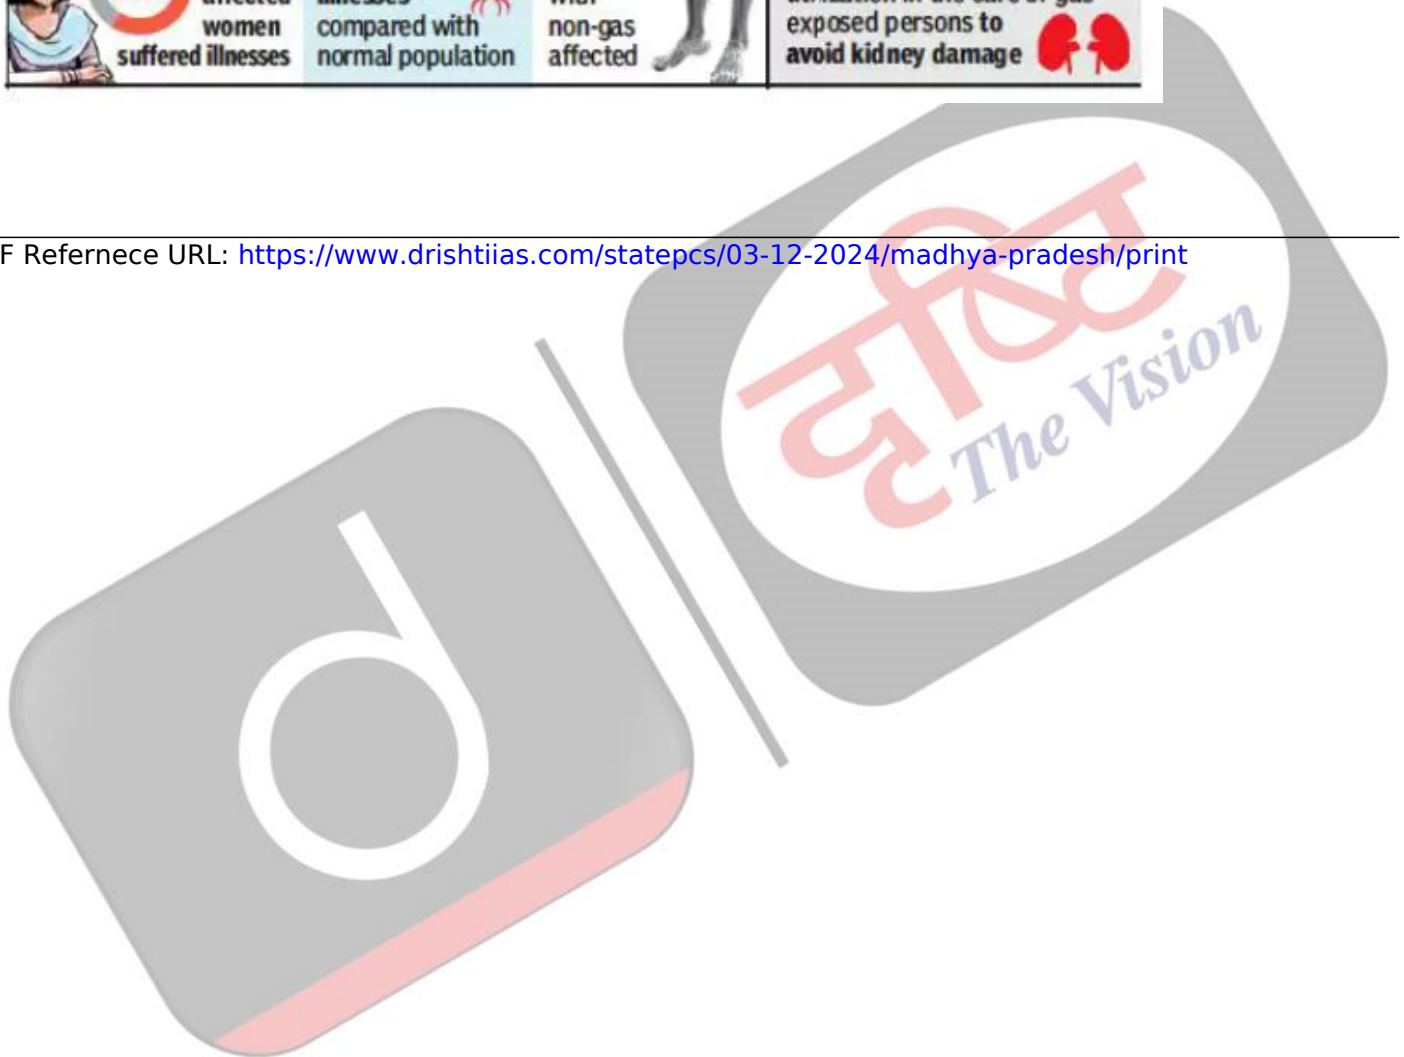 women
suffered illnesses
compared with
normal population
non-gas
affected
exposed persons to
avoid kidney damage
F Refernece URL: https://www.drishtiias.com/statepcs/03-12-2024/madhya-pradesh/print
दृष्टि
The Vision
d